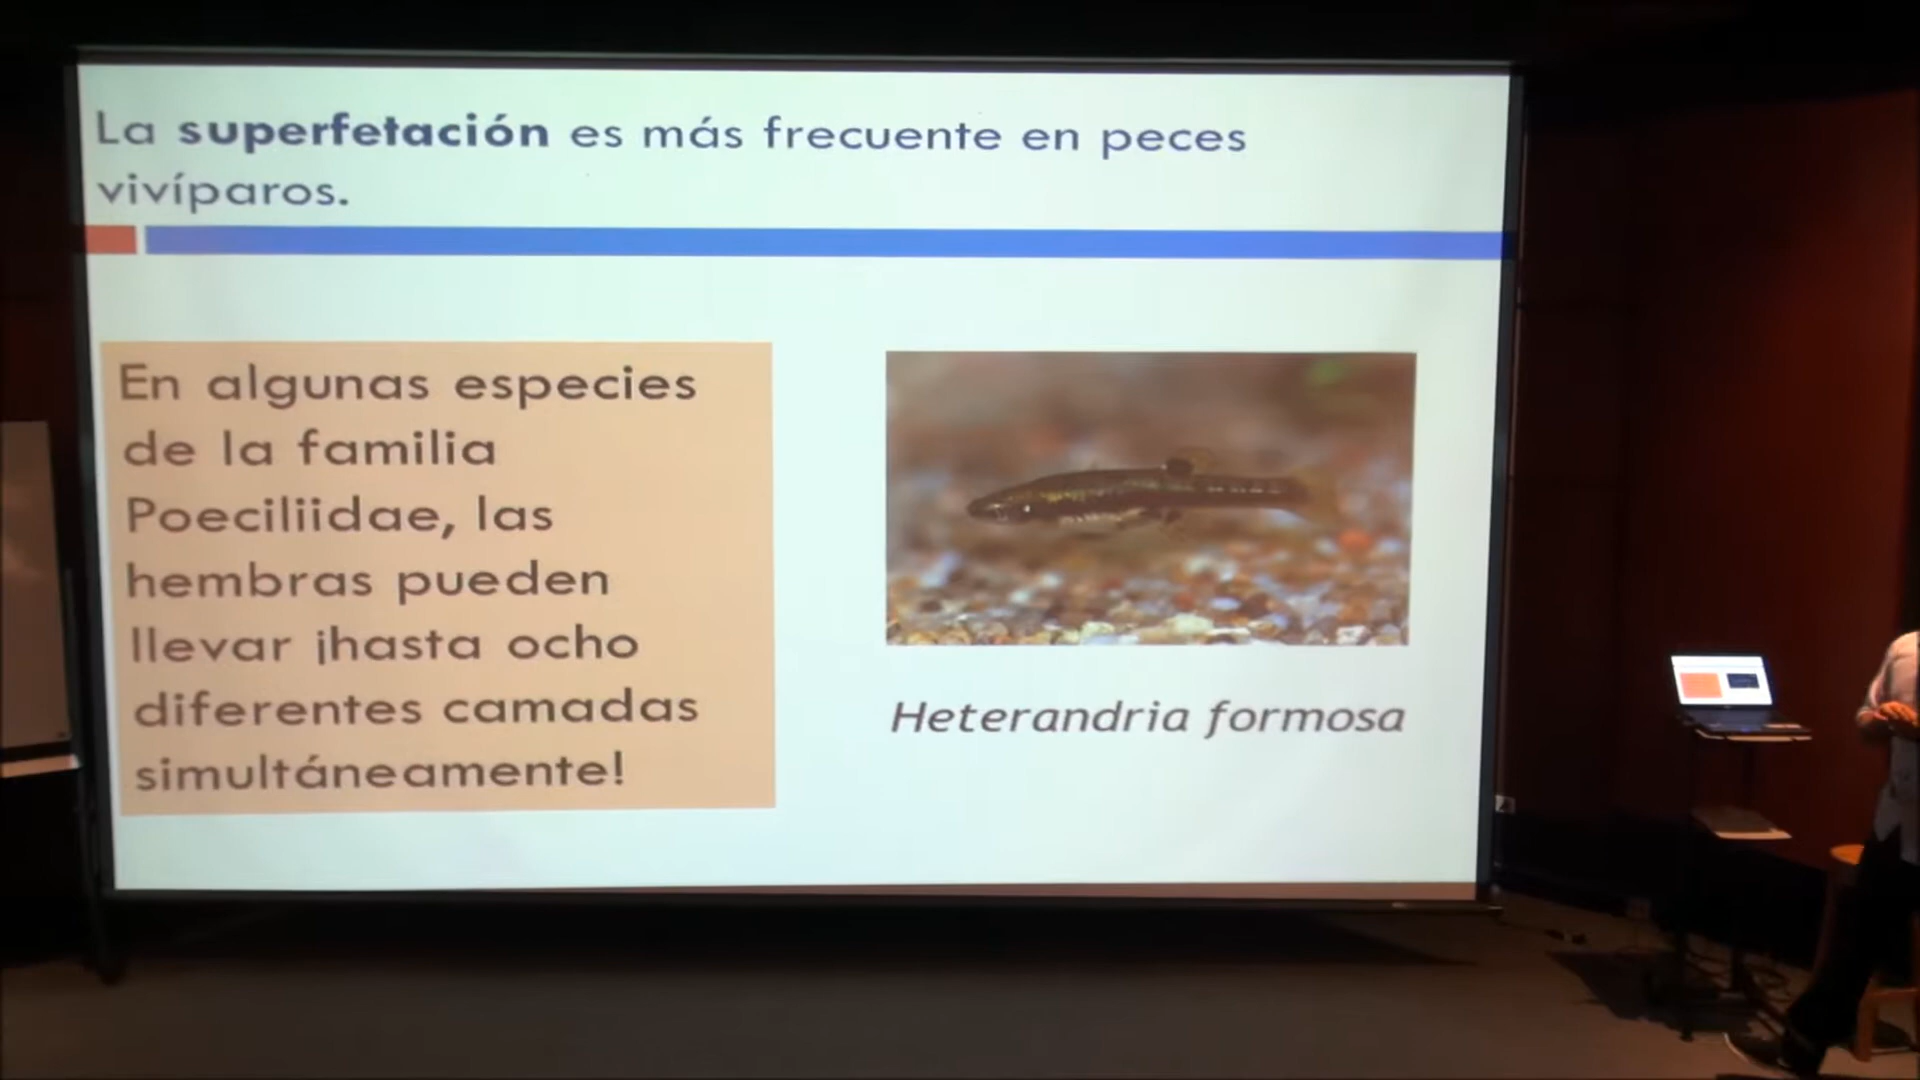 La superfetación es más frecuente en peces
vivíparos.
En algunas especies
de la familia
Poeciliidae, las
hembras pueden
llevar ¡hasta ocho
diferentes camadas
simultáneamente!
Heterandria formosa